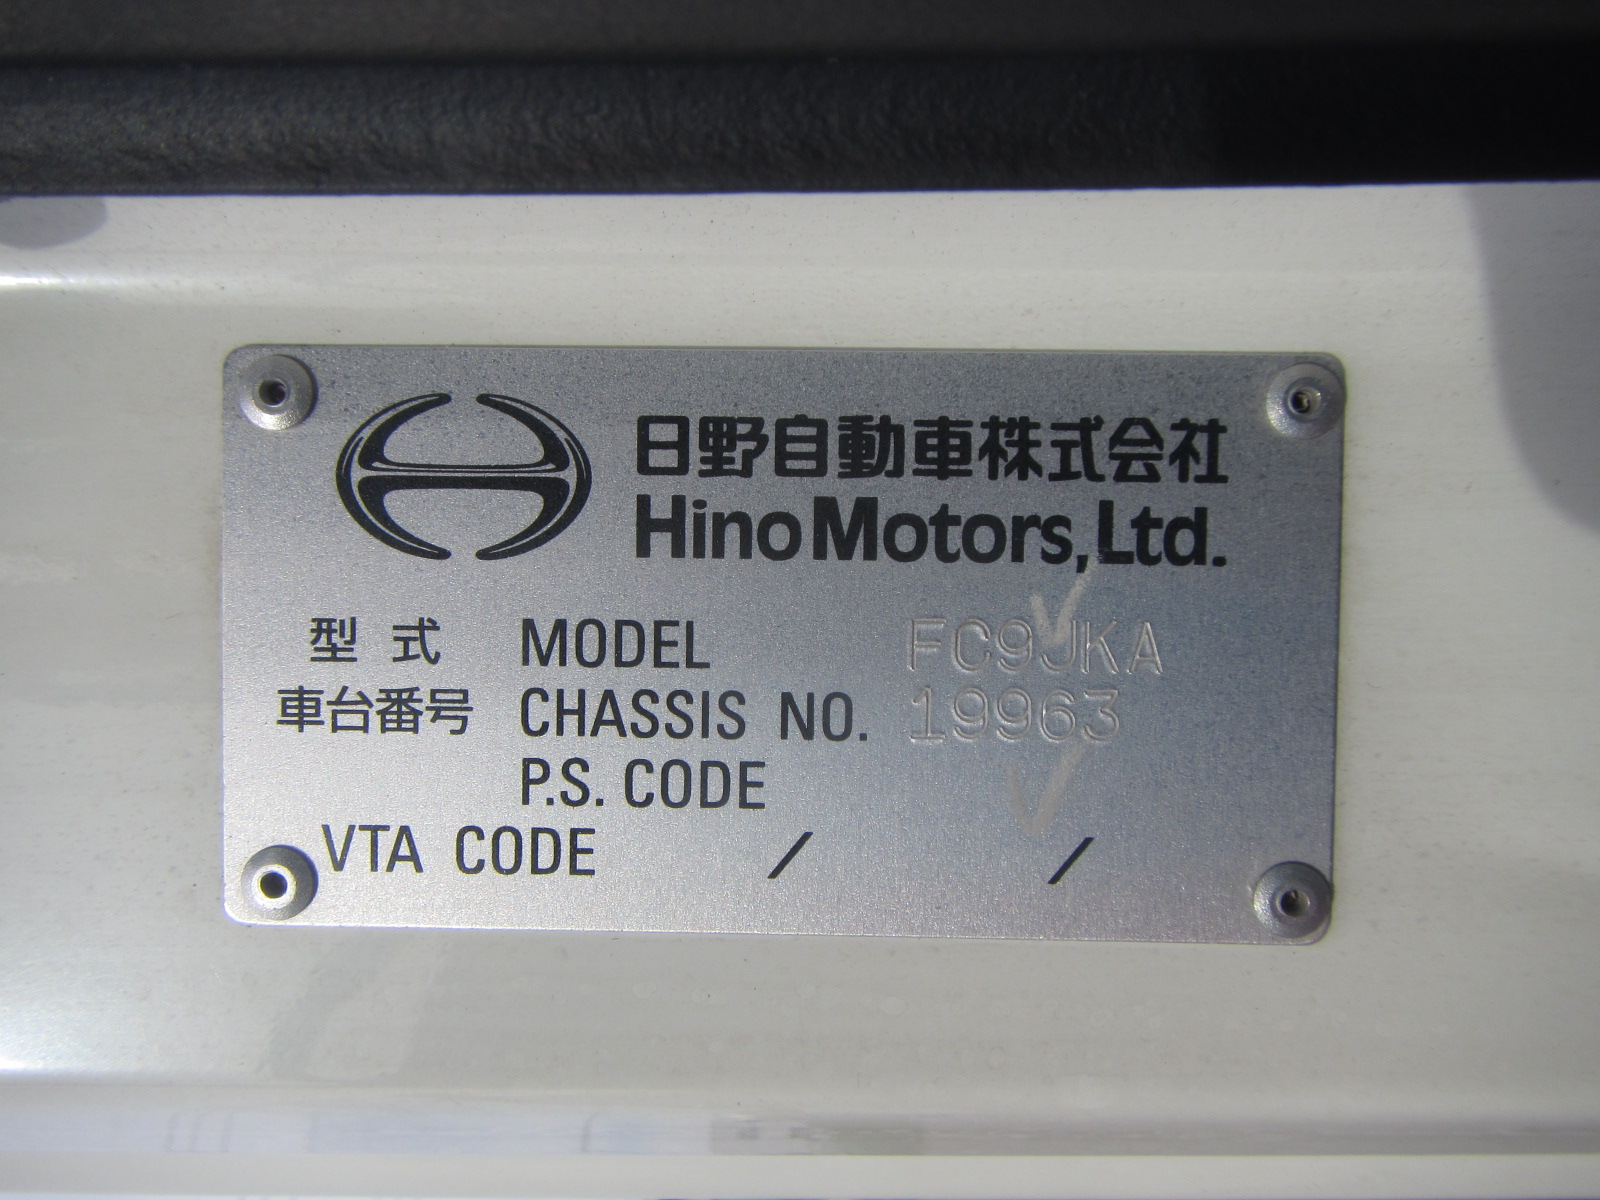 日野自動車株式会社
Hino Motors, Ltd.
型式 MODEL FC9JKA
車台番号 CHASSIS NO. 19963
P.S. CODE
VTA CODE / /